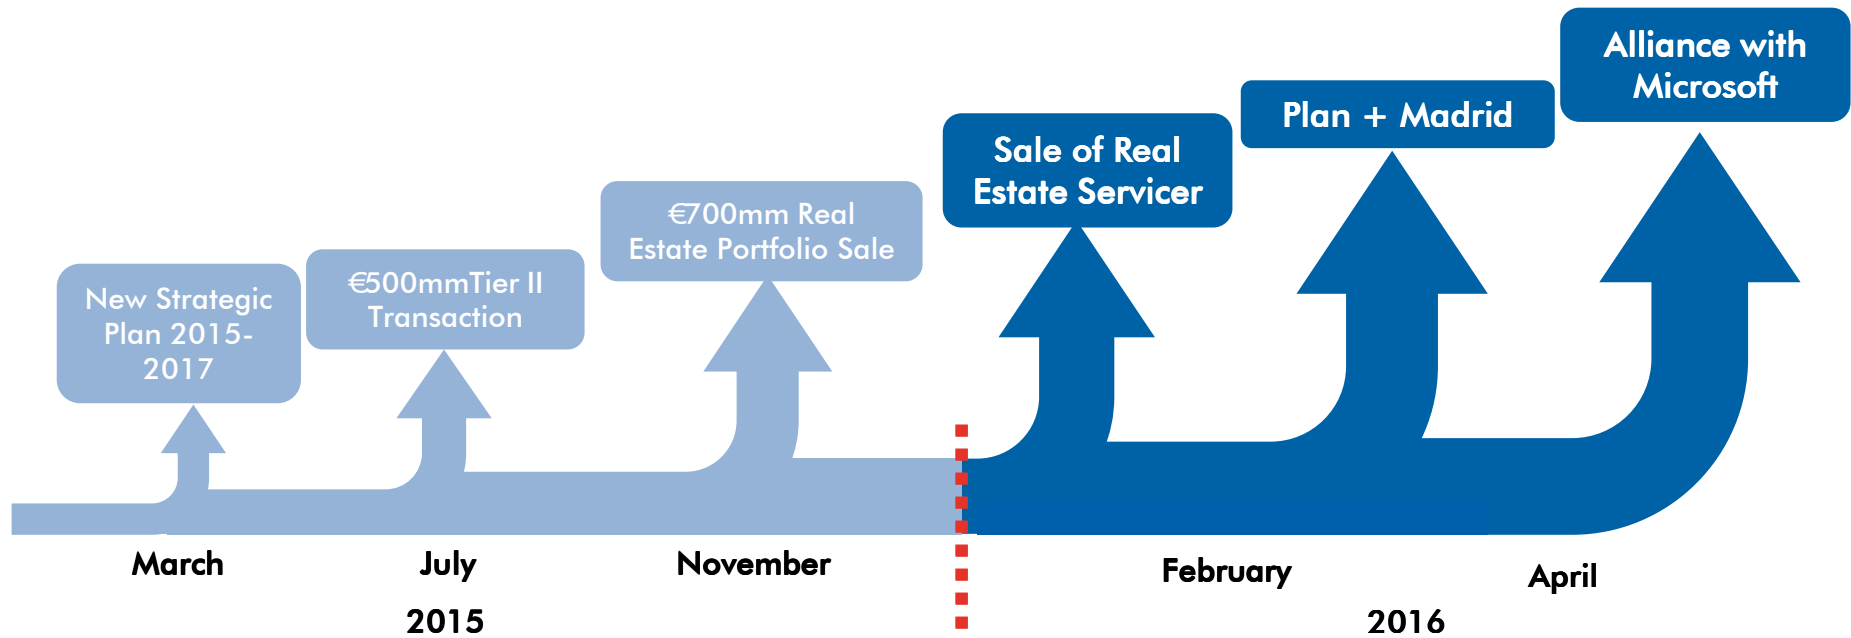 New Strategic
Plan 2015-
2017
€500mmTier II
Transaction
€700mm Real
Estate Portfolio Sale
Sale of Real
Estate Servicer
Plan + Madrid
Alliance with
Microsoft
March
July
November
February
April
2015
2016